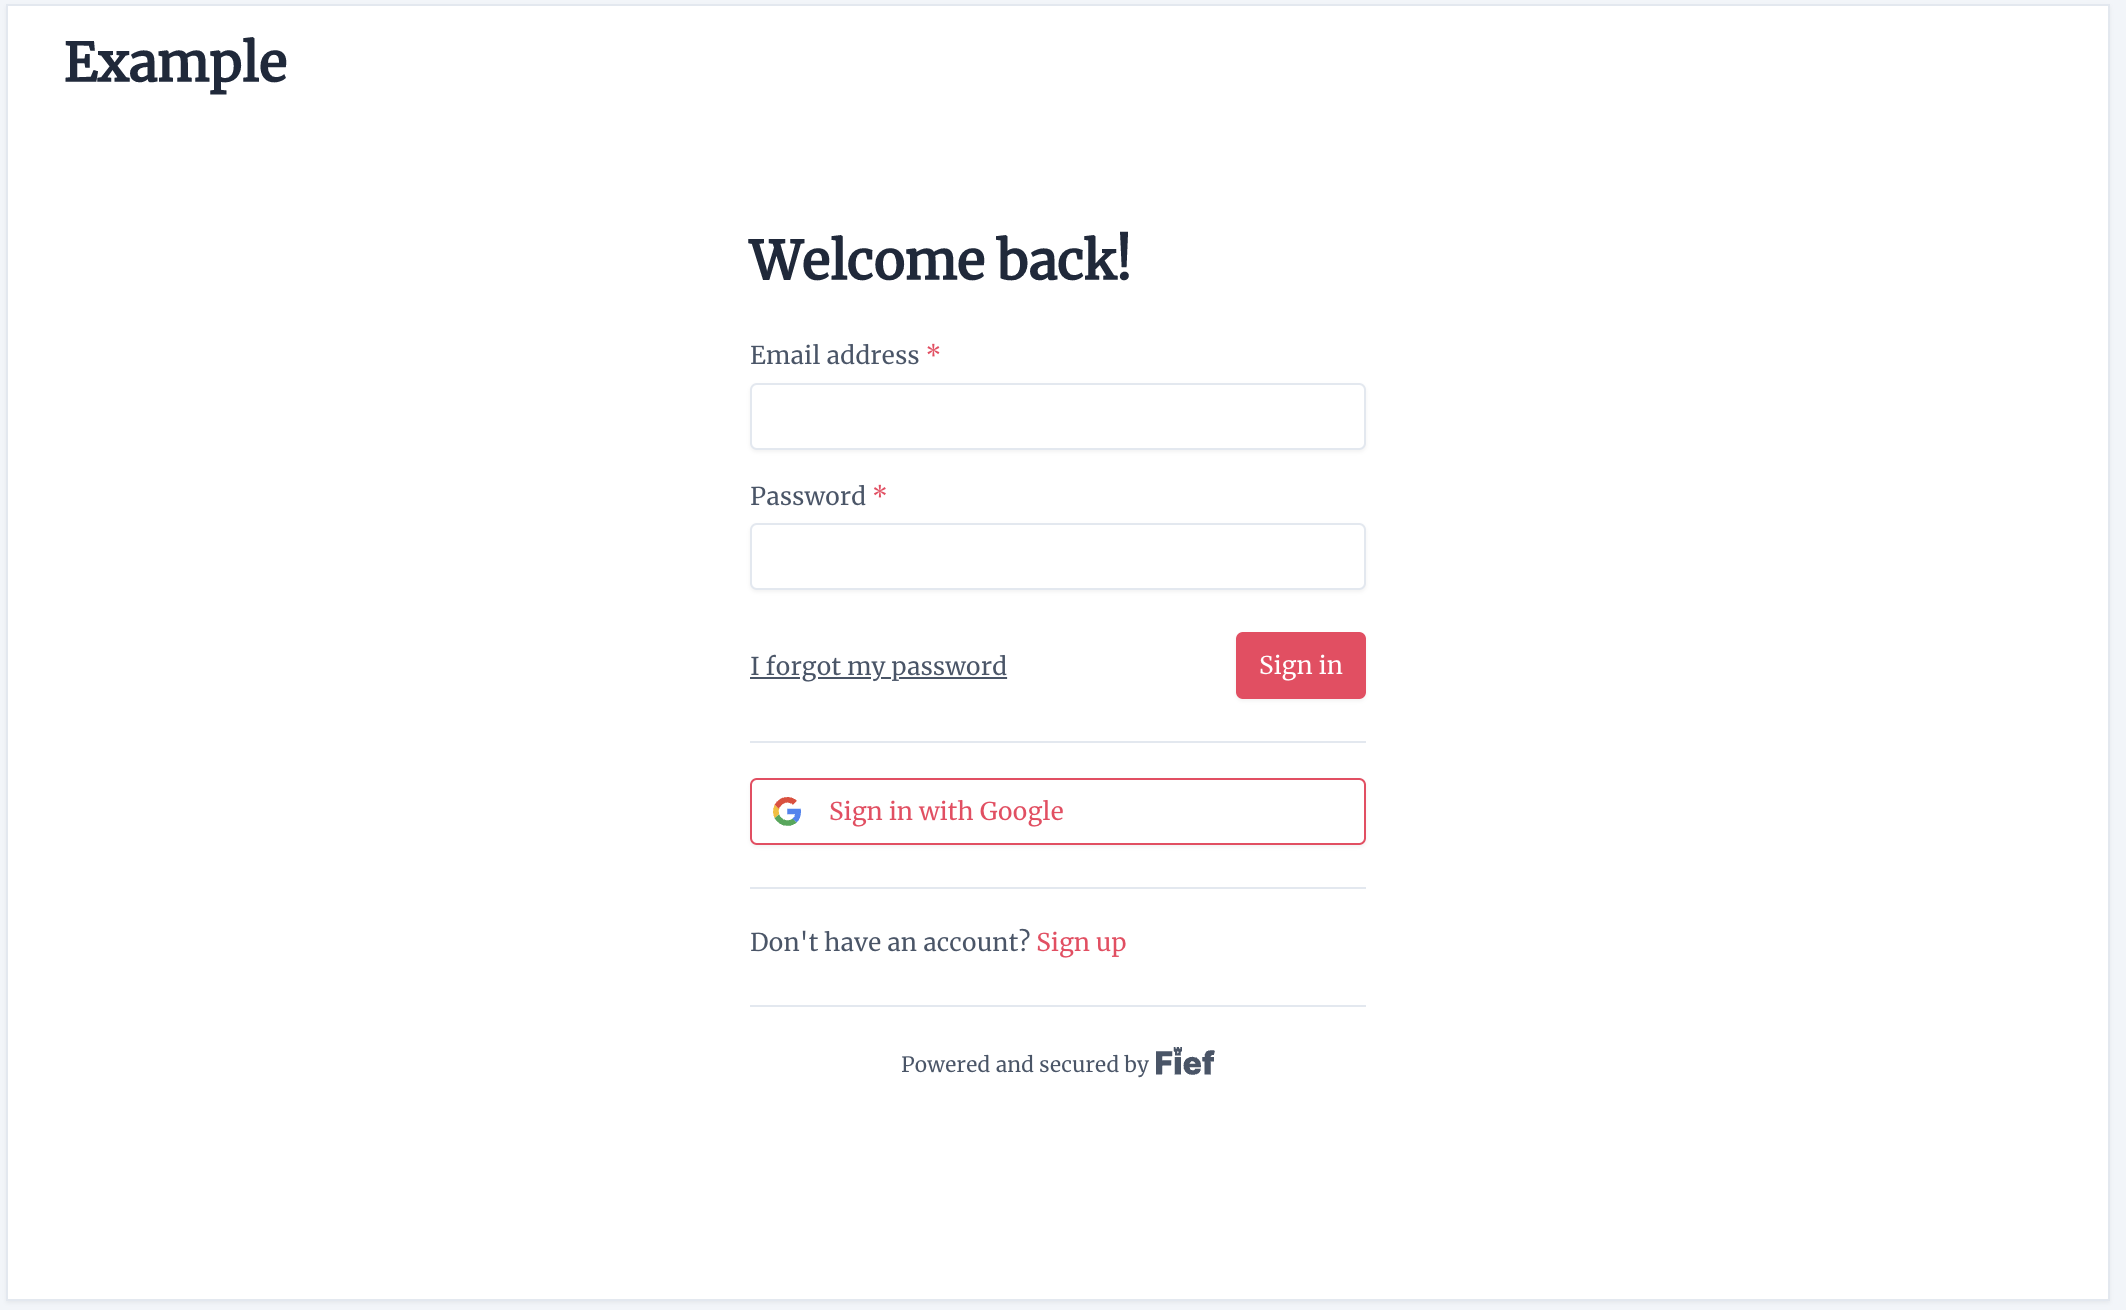 Example
Welcome back!
Email address *
Password *
I forgot my password
Sign in
Sign in with Google
Don't have an account? Sign up
Powered and secured by Fief